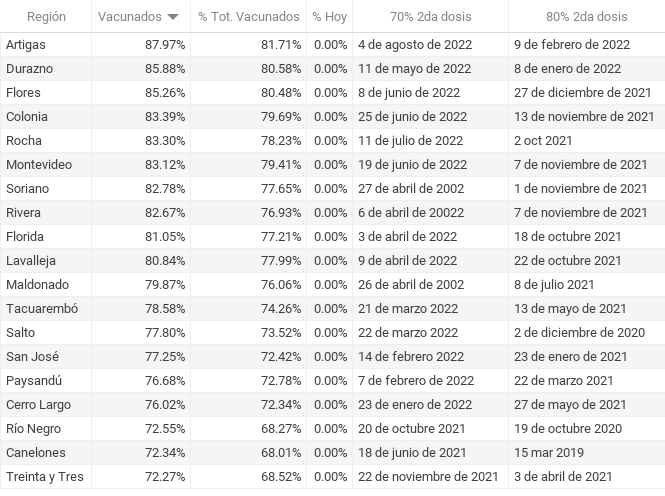 Región Vacunados % Tot. Vacunados % Hoy 70% 2da dosis 80% 2da dosis
Artigas 87.97% 81.71% 0.00% 4 de agosto de 2022 9 de febrero de 2022
Durazno 85.88% 80.58% 0.00% 11 de mayo de 2022 8 de enero de 2022
Flores 85.26% 80.48% 0.00% 8 de junio de 2022 27 de diciembre de 2021
Colonia 83.39% 79.69% 0.00% 25 de junio de 2022 13 de noviembre de 2021
Rocha 83.30% 78.23% 0.00% 11 de julio de 2022 2 oct 2021
Montevideo 83.12% 79.41% 0.00% 19 de junio de 2022 7 de noviembre de 2021
Soriano 82.78% 77.65% 0.00% 27 de abril de 2002 1 de noviembre de 2021
Rivera 82.67% 76.93% 0.00% 6 de abril de 20022 7 de noviembre de 2021
Florida 81.05% 77.21% 0.00% 3 de abril de 2022 18 de octubre 2021
Lavalleja 80.84% 77.99% 0.00% 9 de abril de 2022 22 de octubre 2021
Maldonado 79.87% 76.06% 0.00% 26 de abril de 2002 8 de julio 2021
Tacuarembó 78.58% 74.26% 0.00% 21 de marzo 2022 13 de mayo de 2021
Salto 77.80% 73.52% 0.00% 22 de marzo 2022 2 de diciembre de 2020
San José 77.25% 72.42% 0.00% 14 de febrero 2022 23 de enero de 2021
Paysandú 76.68% 72.78% 0.00% 7 de febrero de 2022 22 de marzo 2021
Cerro Largo 76.02% 72.34% 0.00% 23 de enero de 2022 27 de mayo de 2021
Río Negro 72.55% 68.27% 0.00% 20 de octubre 2021 19 de octubre 2020
Canelones 72.34% 68.01% 0.00% 18 de junio de 2021 15 mar 2019
Treinta y Tres 72.27% 68.52% 0.00% 22 de noviembre de 2021 3 de abril de 2021